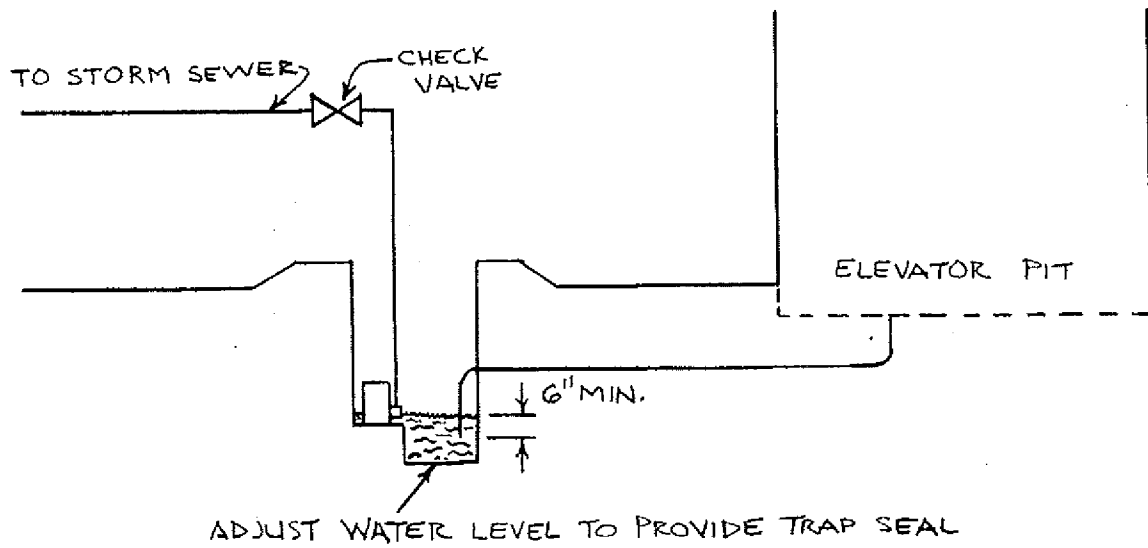 TO STORM SEWER
CHECK
VALVE
ELEVATOR PIT
6" MIN.
ADJUST WATER LEVEL TO PROVIDE TRAP SEAL